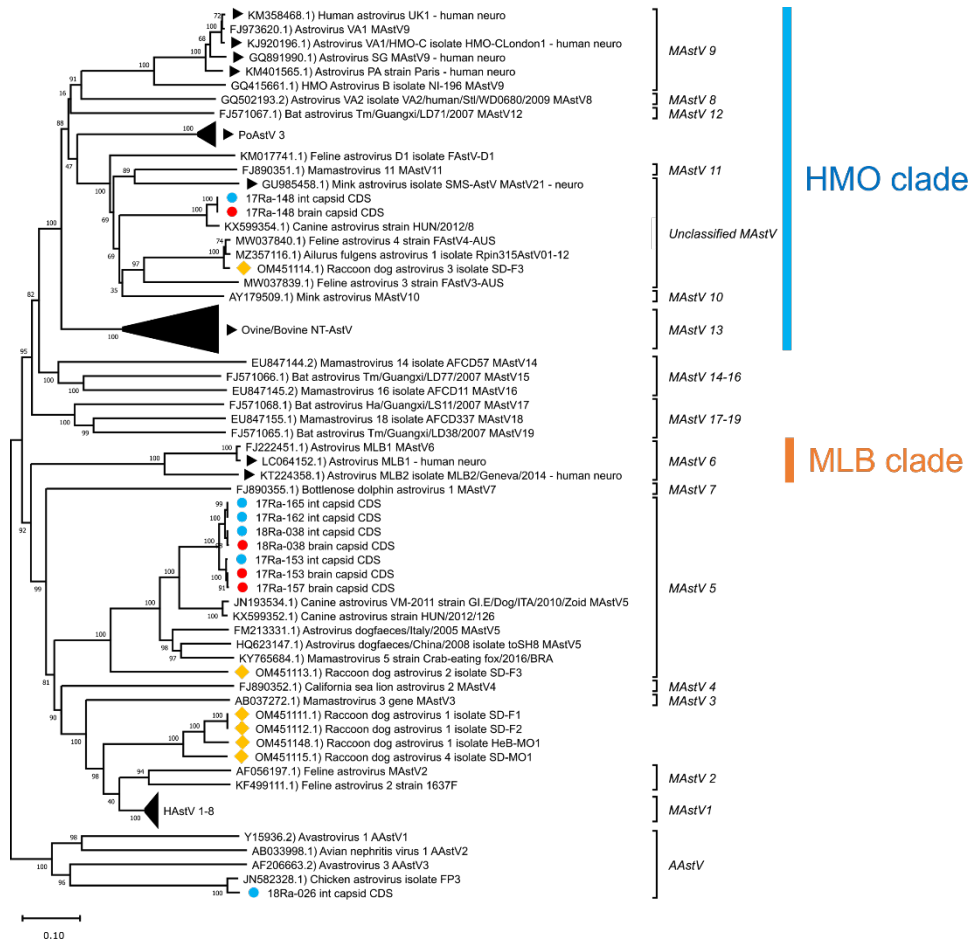 KM358468.1) Human astrovirus UK1 - human neuro
FJ973620.1) Astrovirus VA1 MAstV9
KJ920196.1) Astrovirus VA1/HMO-C isolate HMO-CLondon1 - human neuro
GQ891990.1) Astrovirus SG MAstV9 - human neuro
KM401565.1) Astrovirus PA strain Paris - human neuro
GQ415661.1) HMO Astrovirus B isolate NI-196 MAstV9
MAstV 9
GQ502193.2) Astrovirus VA2 isolate VA2/human/Stl/WD0680/2009 MAstV8
MAstV 8
FJ571067.1) Bat astrovirus Tm/Guangxi/LD71/2007 MAstV12
MAstV 12
PoAstV 3
KM017741.1) Feline astrovirus D1 isolate FAstV-D1
FJ890351.1) Mamastrovirus 11 MAstV11
MAstV 11
GU985458.1) Mink astrovirus isolate SMS-AstV MAstV21 - neuro
17Ra-148 int capsid CDS
17Ra-148 brain capsid CDS
KX599354.1) Canine astrovirus strain HUN/2012/8
MW037840.1) Feline astrovirus 4 strain FAstV4-AUS
MZ357116.1) Ailurus fulgens astrovirus 1 isolate Rpin315AstV01-12
OM451114.1) Raccoon dog astrovirus 3 isolate SD-F3
MW037839.1) Feline astrovirus 3 strain FAstV3-AUS
Unclassified MAstV
AY179509.1) Mink astrovirus MAstV10
MAstV 10
Ovine/Bovine NT-AstV
MAstV 13
HMO clade
EU847144.2) Mamastrovirus 14 isolate AFCD57 MAstV14
FJ571066.1) Bat astrovirus Tm/Guangxi/LD77/2007 MAstV15
EU847145.2) Mamastrovirus 16 isolate AFCD11 MAstV16
MAstV 14-16
FJ571068.1) Bat astrovirus Ha/Guangxi/LS11/2007 MAstV17
EU847155.1) Mamastrovirus 18 isolate AFCD337 MAstV18
FJ571065.1) Bat astrovirus Tm/Guangxi/LD38/2007 MAstV19
MAstV 17-19
FJ222451.1) Astrovirus MLB1 MAstV6
LC064152.1) Astrovirus MLB1 - human neuro
KT224358.1) Astrovirus MLB2 isolate MLB2/Geneva/2014 - human neuro
MAstV 6
MLB clade
FJ890355.1) Bottlenose dolphin astrovirus 1 MAstV7
MAstV 7
17Ra-165 int capsid CDS
17Ra-162 int capsid CDS
18Ra-038 int capsid CDS
18Ra-038 brain capsid CDS
17Ra-153 int capsid CDS
17Ra-153 brain capsid CDS
17Ra-157 brain capsid CDS
JN193534.1) Canine astrovirus VM-2011 strain GI.E/Dog/ITA/2010/Zoid MAstV5
KX599352.1) Canine astrovirus strain HUN/2012/126
FM213331.1) Astrovirus dogfaeces/Italy/2005 MAstV5
HQ623147.1) Astrovirus dogfaeces/China/2008 isolate toSH8 MAstV5
KY765684.1) Mamastrovirus 5 strain Crab-eating fox/2016/BRA
OM451113.1) Raccoon dog astrovirus 2 isolate SD-F3
MAstV 5
FJ890352.1) California sea lion astrovirus 2 MAstV4
MAstV 4
AB037272.1) Mamastrovirus 3 gene MAstV3
MAstV 3
OM451111.1) Raccoon dog astrovirus 1 isolate SD-F1
OM451112.1) Raccoon dog astrovirus 1 isolate SD-F2
OM451148.1) Raccoon dog astrovirus 1 isolate HeB-MO1
OM451115.1) Raccoon dog astrovirus 4 isolate SD-MO1
AF056197.1) Feline astrovirus MAstV2
KF499111.1) Feline astrovirus 2 strain 1637F
MAstV 2
HAstV 1-8
MAstV1
Y15936.2) Avastrovirus 1 AAstV1
AB033998.1) Avian nephritis virus 1 AAstV2
AF206663.2) Avastrovirus 3 AAstV3
JN582328.1) Chicken astrovirus isolate FP3
18Ra-026 int capsid CDS
AAstV
72
100
68
100
100
91
16
88
100
47
100
89
69
100
69
74
100
97
35
82
100
95
100
100
100
99
100
100
92
99
99
100
100
100
91
100
100
100
98
97
81
90
100
100
100
98
94
40
100
98
100
96
100
0.10